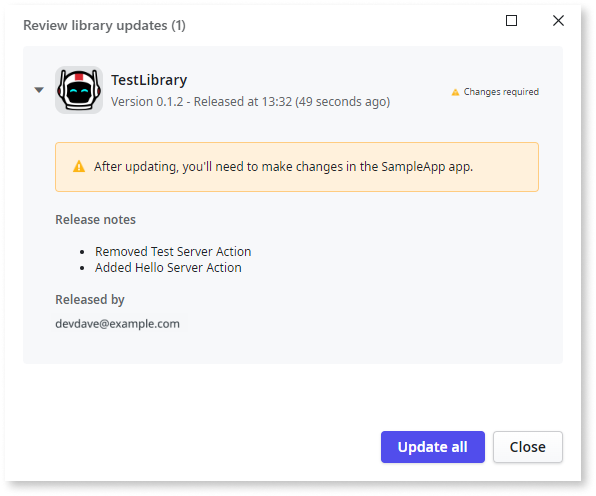 Review library updates (1)
TestLibrary
Version 0.1.2 - Released at 13:32 (49 seconds ago)
Changes required
After updating, you'll need to make changes in the SampleApp app.
Release notes
• Removed Test Server Action
• Added Hello Server Action
Released by
devdave@example.com
Update all
Close